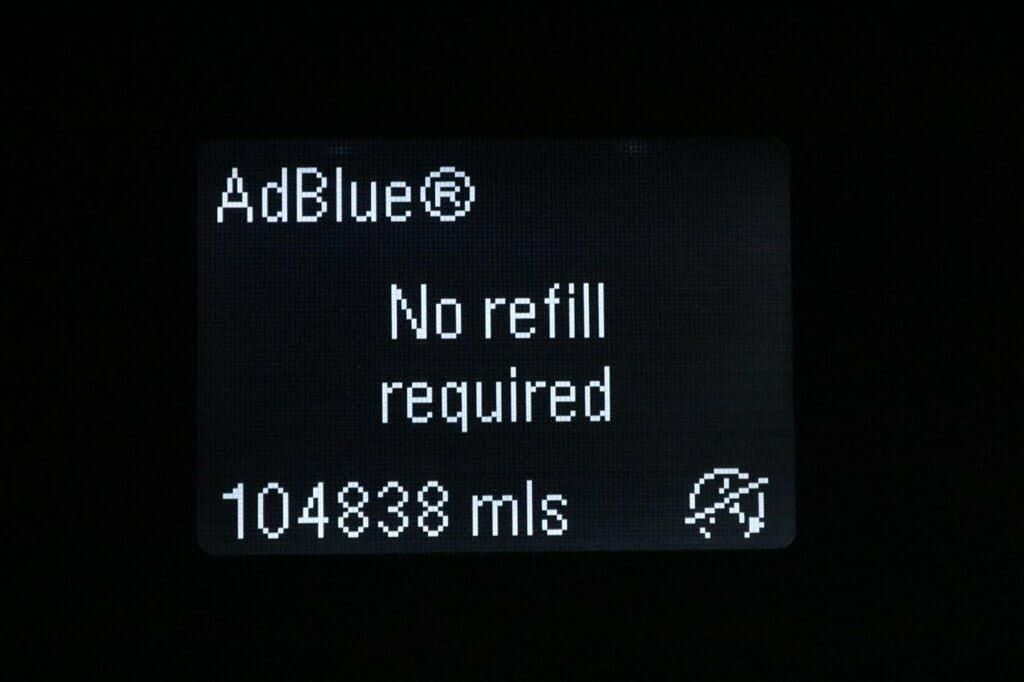 AdBlue®
No refill
required
104838 mls